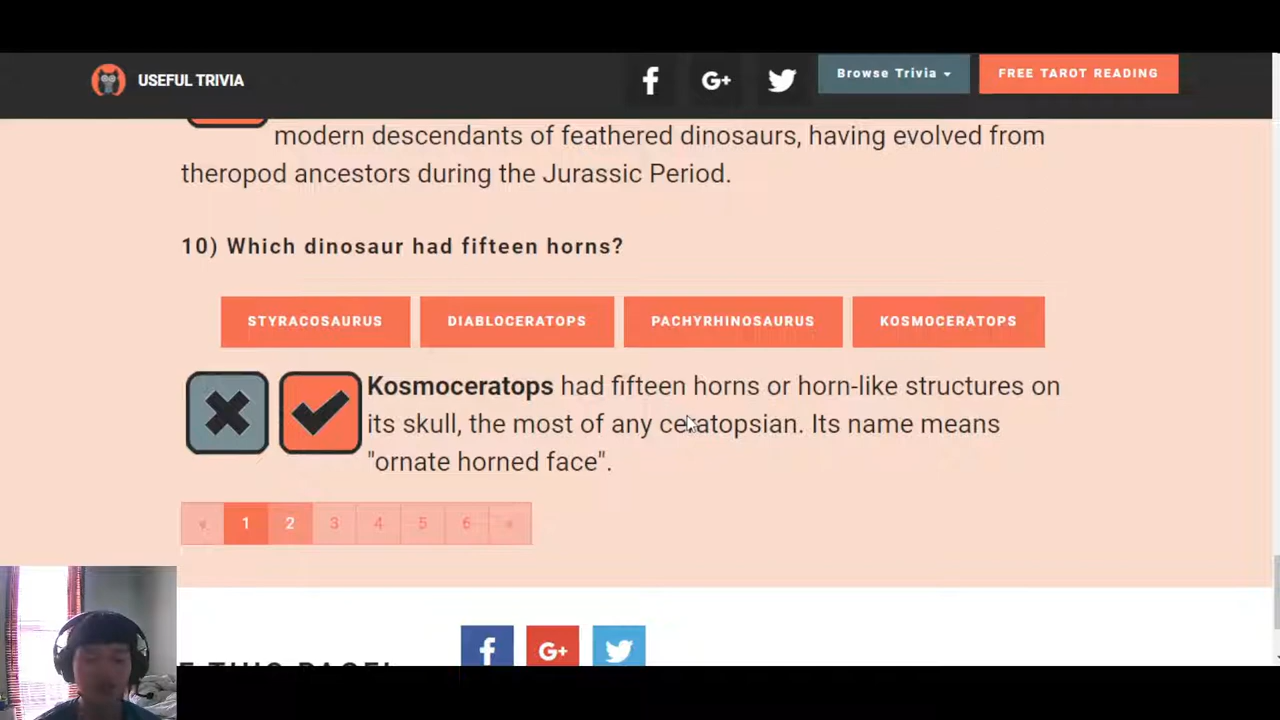 USEFUL TRIVIA
f G+ Browse Trivia FREE TAROT READING
modern descendants of feathered dinosaurs, having evolved from
theropod ancestors during the Jurassic Period.
10) Which dinosaur had fifteen horns?
STYRACOSAURUS DIABLOCERATOPS PACHYRHINOSAURUS KOSMOCERATOPS
Kosmoceratops had fifteen horns or horn-like structures on
its skull, the most of any ceratopsian. Its name means
"ornate horned face".
« 1 2 3 4 5 6 »
f G+
THIS PAGE!